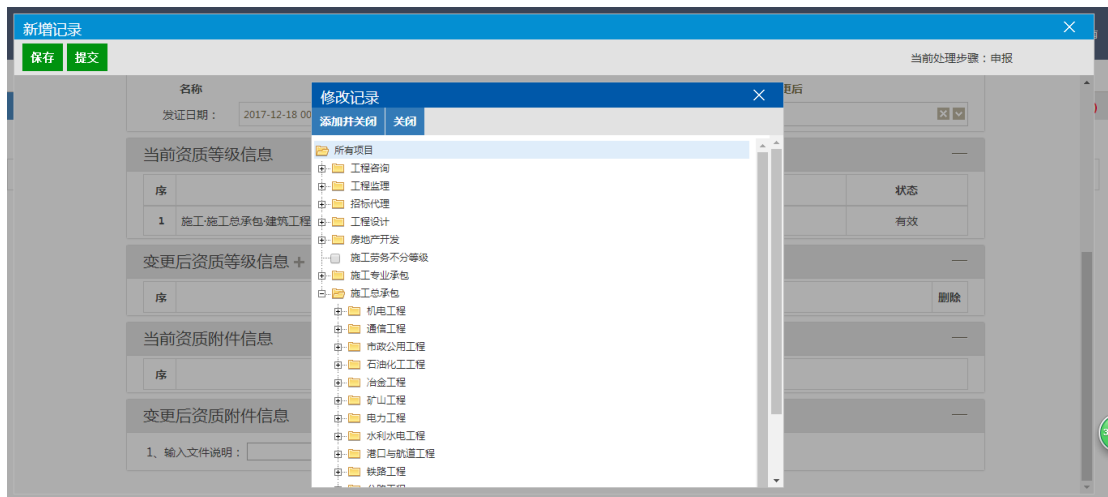 新增记录
保存 提交
当前处理步骤：申报
名称
更后
发证日期：
2017-12-18 00
修改记录
添加并关闭 关闭
当前资质等级信息
序
状态
1 施工-施工总承包-建筑工程
有效
变更后资质等级信息
序
删除
当前资质附件信息
序
变更后资质附件信息
1、输入文件说明：
所有项目
工程咨询
工程监理
招标代理
工程设计
房地产开发
施工劳务不分等级
施工专业承包
施工总承包
机电工程
通信工程
市政公用工程
石油化工工程
冶金工程
矿山工程
电力工程
水利水电工程
港口与航道工程
铁路工程